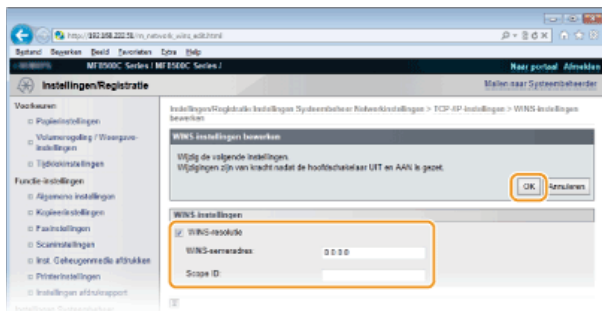 http://192.168.222.51/m_network_wins_edit.html
Bestand Bewerken Beeld Favorieten Extra Help
MF8500C Series / MF8500C Series /
Naar portaal Afmelden
Instellingen/Registratie
Mailen naar Systeembeheerder
Voorkeuren
Papierinstellingen
Volumeregeling / Weergave-
instellingen
Tijdklokinstellingen
Functie-instellingen
Algemene instellingen
Kopieerinstellingen
Faxinstellingen
Scaninstellingen
Inst. Geheugenmedia afdrukken
Printerinstellingen
Instellingen afdrukrapport
Instellingen/Registratie: Instellingen Systeembeheer: Netwerkinstellingen > TCP/IP-instellingen > WINS-instellingen
bewerken
WINS-instellingen bewerken
Wijzig de volgende instellingen.
Wijzigingen zijn van kracht nadat de hoofdschakelaar UIT en AAN is gezet.
OK Annuleren
WINS-instellingen
WINS-resolutie
WINS-serveradres: 0.0.0.0
Scope ID: